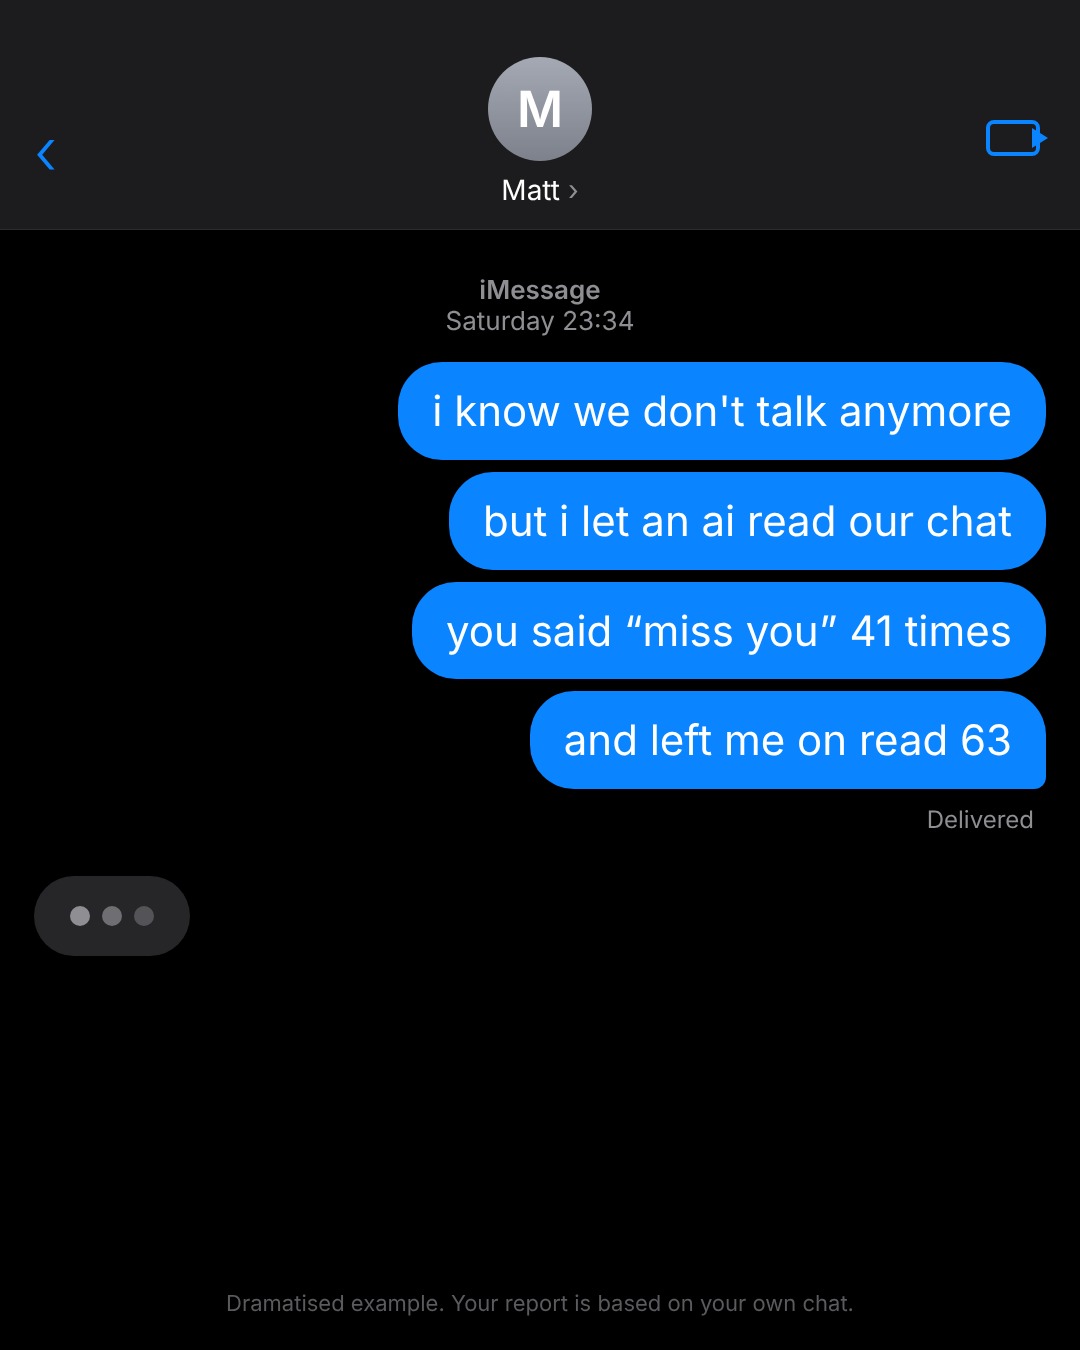 M
Matt ›
iMessage
Saturday 23:34
i know we don't talk anymore
but i let an ai read our chat
you said “miss you” 41 times
and left me on read 63
Delivered
Dramatised example. Your report is based on your own chat.